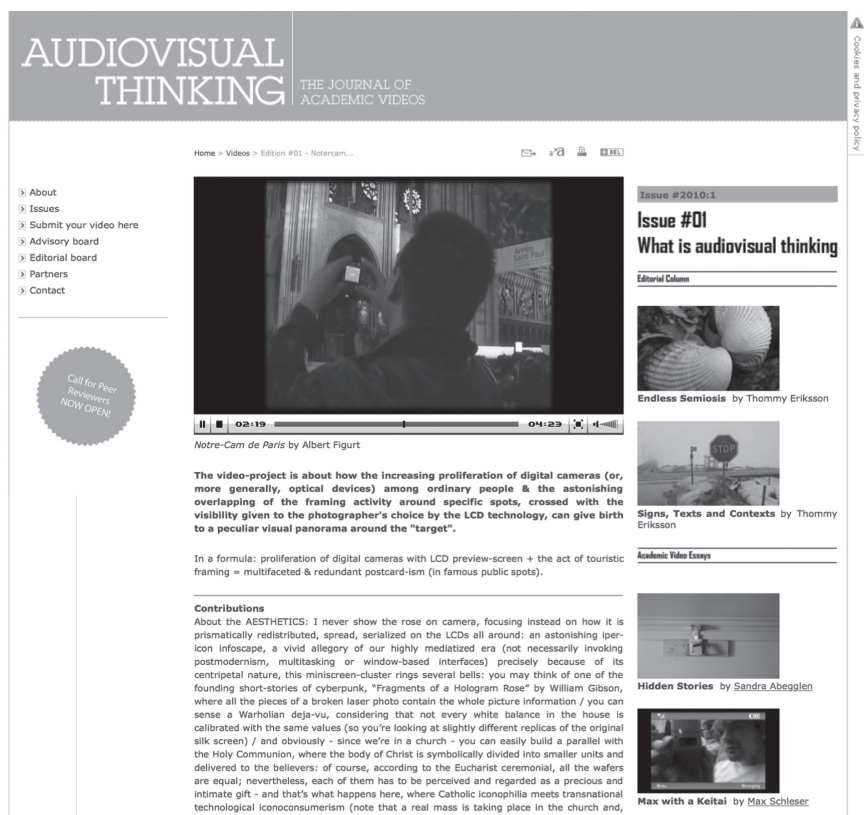 AUDIOVISUAL
THINKING
THE JOURNAL OF
ACADEMIC VIDEOS
Cookies and privacy policy
Home > Videos > Edition #01 - Notercam...
About
Issues
Submit your video here
Advisory board
Editorial board
Partners
Contact
Call for Peer
Reviewers
NOW OPEN!
Saint Paul
02:19
04:23
Notre-Cam de Paris by Albert Figurt
The video-project is about how the increasing proliferation of digital cameras (or,
more generally, optical devices) among ordinary people & the astonishing
overlapping of the framing activity around specific spots, crossed with the
visibility given to the photographer's choice by the LCD technology, can give birth
to a peculiar visual panorama around the "target".
In a formula: proliferation of digital cameras with LCD preview-screen + the act of touristic
framing = multifaceted & redundant postcard-ism (in famous public spots).
Contributions
About the AESTHETICS: I never show the rose on camera, focusing instead on how it is
prismatically redistributed, spread, serialized on the LCDs all around: an astonishing iper-
icon infoscape, a vivid allegory of our highly mediatized era (not necessarily invoking
postmodernism, multitasking or window-based interfaces) precisely because of its
centripetal nature, this miniscreen-cluster rings several bells: you may think of one of the
founding short-stories of cyberpunk, "Fragments of a Hologram Rose" by William Gibson,
where all the pieces of a broken laser photo contain the whole picture information / you can
sense a Warholian deja-vu, considering that not every white balance in the house is
calibrated with the same values (so you're looking at slightly different replicas of the original
silk screen) / and obviously - since we're in a church - you can easily build a parallel with
the Holy Communion, where the body of Christ is symbolically divided into smaller units and
delivered to the believers: of course, according to the Eucharist ceremonial, all the wafers
are equal; nevertheless, each of them has to be perceived and regarded as a precious and
intimate gift - and that's what happens here, where Catholic iconophilia meets transnational
technological iconoconsumerism (note that a real mass is taking place in the church and,
Issue #2010:1
Issue #01
What is audiovisual thinking
Editorial Column
Endless Semiosis by Thommy Eriksson
STOP
Signs, Texts and Contexts by Thommy
Eriksson
Academic Video Essays
Hidden Stories by Sandra Abegglen
Max with a Keitai by Max Schleser